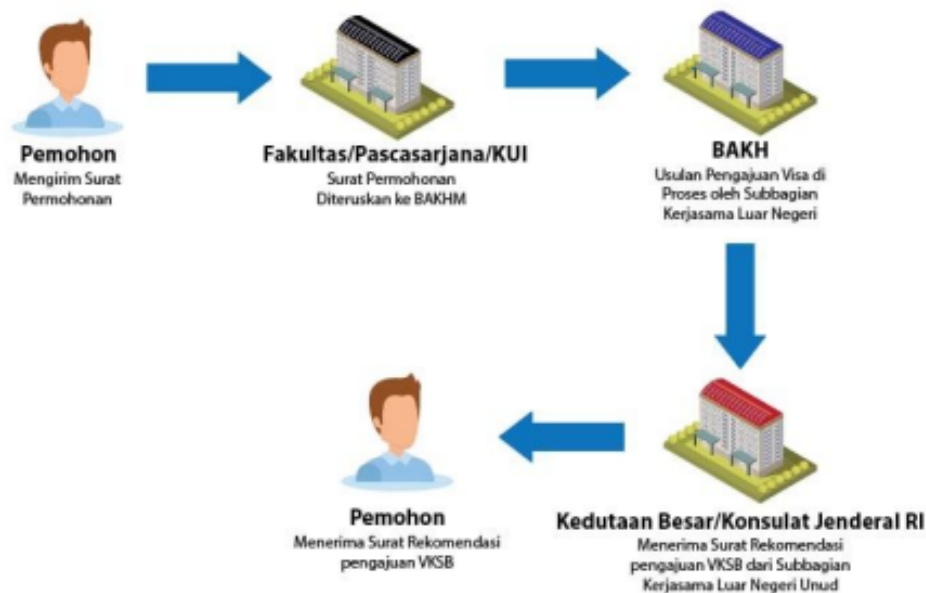 Pemohon
Mengirim Surat
Permohonan
Fakultas/Pascasarjana/KUI
Surat Permohonan
Diteruskan ke BAKHM
BAKH
Usulan Pengajuan Visa di
Proses oleh Subbagian
Kerjasama Luar Negeri
Pemohon
Menerima Surat Rekomendasi
pengajuan VKSB
Kedutaan Besar/Konsulat Jenderal RI
Menerima Surat Rekomendasi
pengajuan VKSB dari Subbagian
Kerjasama Luar Negeri Unud